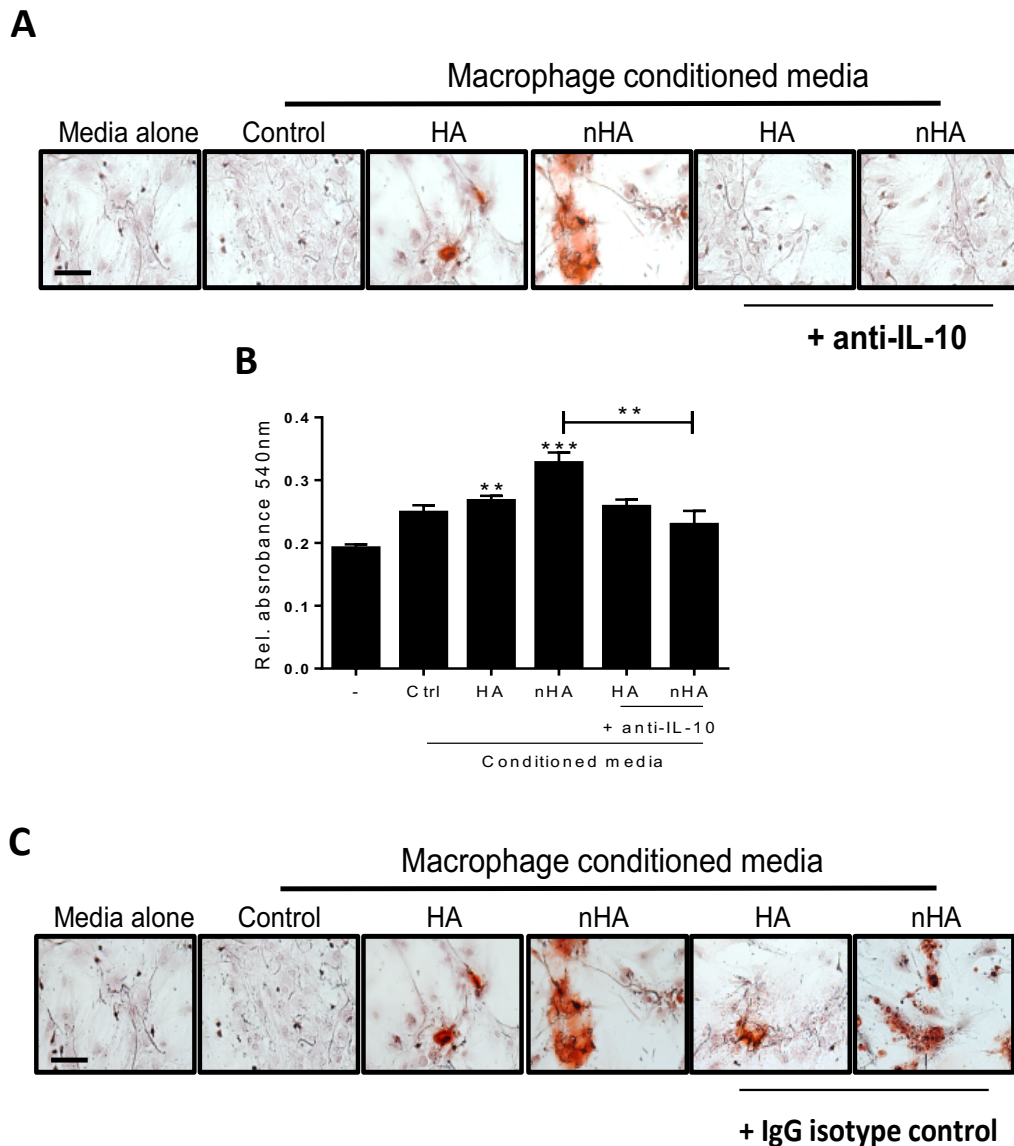 A
Macrophage conditioned media
Media alone Control HA nHA HA nHA
+ anti-IL-10
B
Rel. absrobance 540nm
0.4
0.3
0.2
0.1
0.0
** *** **
- Ctrl HA nHA HA nHA
+ anti-IL-10
Conditioned media
C
Macrophage conditioned media
Media alone Control HA nHA HA nHA
+ IgG isotype control